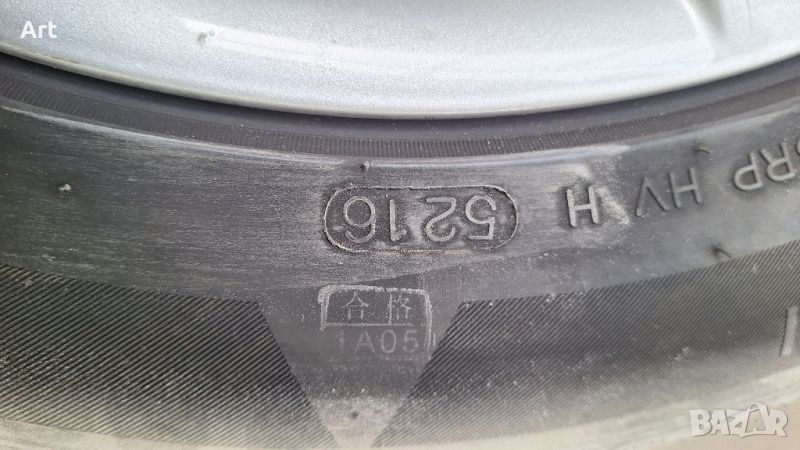 Art
RP HV H 5216
合格
1A05
BAZAR